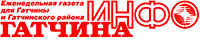 Еженедельная газета
для Гатчины
и Гатчинского района
ГАТЧИНА
ИНФО